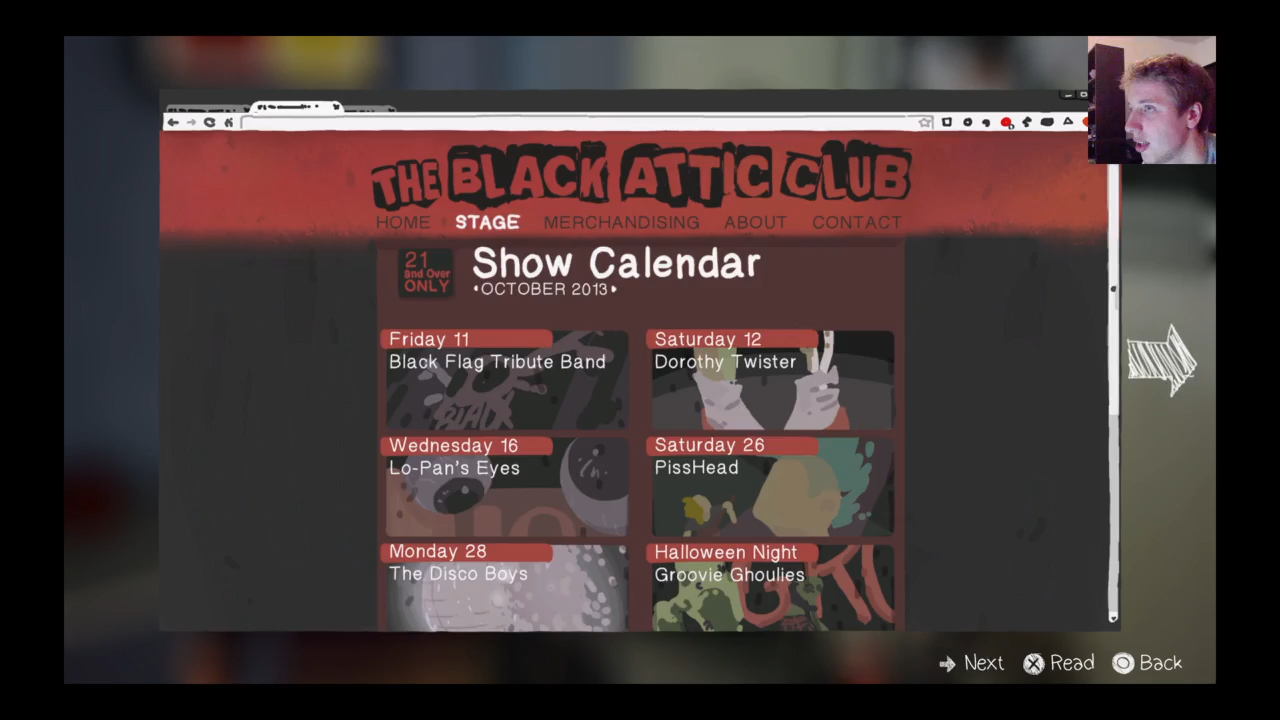 THE BLACK ATTIC CLUB
HOME STAGE MERCHANDISING ABOUT CONTACT
21 and Over ONLY
Show Calendar
OCTOBER 2013
Friday 11
Black Flag Tribute Band
Saturday 12
Dorothy Twister
Wednesday 16
Lo-Pan's Eyes
Saturday 26
PissHead
Monday 28
The Disco Boys
Halloween Night
Groovie Ghoulies
Next Read Back